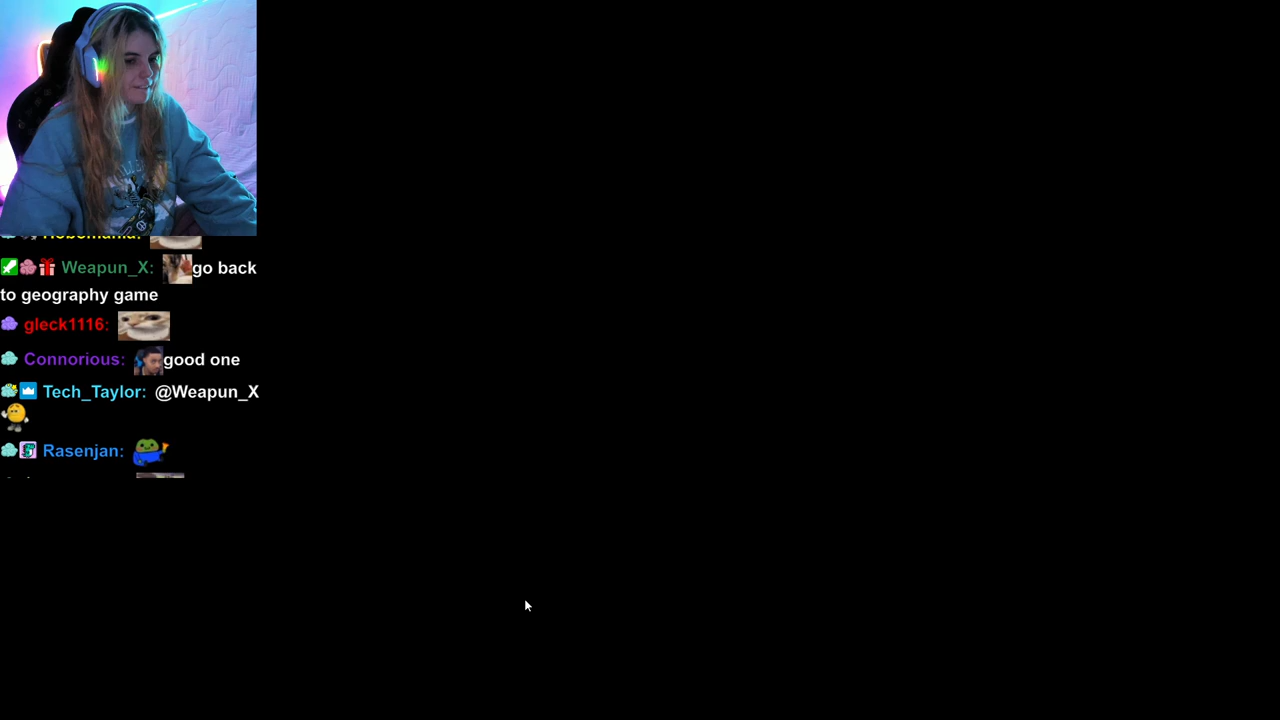 Weapun_X: go back
to geography game
gleck1116:
Connorious: good one
Tech_Taylor: @Weapun_X
Rasenjan: